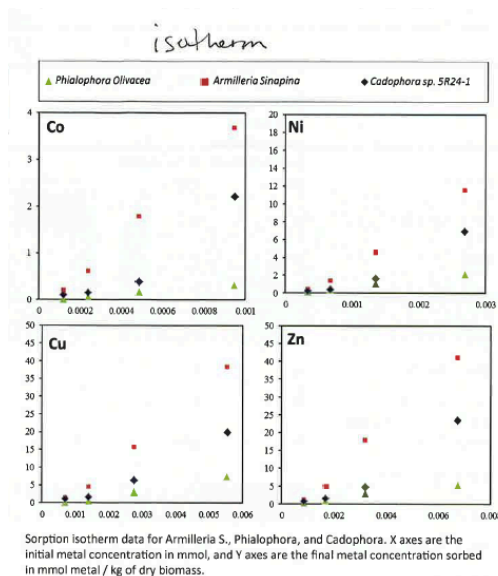 isotherm
Phialophora Olivacea Armilleria Sinapina Cadophora sp. 5R24-1
Co
4
3
2
1
0
0 0.0002 0.0004 0.0006 0.0008 0.001
Ni
20
18
16
14
12
10
8
6
4
2
0
0 0.001 0.002 0.003
Cu
50
45
40
35
30
25
20
15
10
5
0
0 0.001 0.002 0.003 0.004 0.005 0.006
Zn
50
45
40
35
30
25
20
15
10
5
0
0 0.002 0.004 0.006 0.008
Sorption isotherm data for Armilleria S., Phialophora, and Cadophora. X axes are the
initial metal concentration in mmol, and Y axes are the final metal concentration sorbed
in mmol metal / kg of dry biomass.